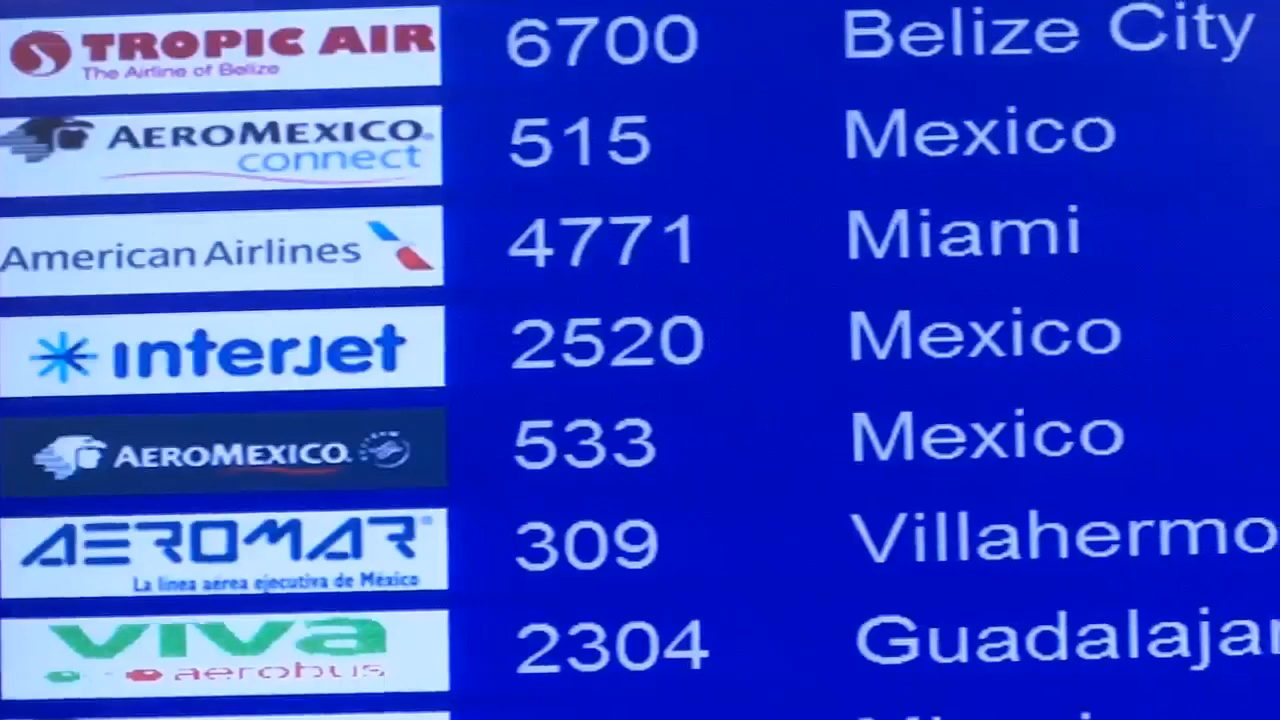 TROPIC AIR 6700 Belize City
The Airline of Belize
AEROMEXICO. 515 Mexico
connect
American Airlines 4771 Miami
interjet 2520 Mexico
AEROMEXICO. 533 Mexico
AEROMAR® 309 Villahermo
La línea aérea ejecutiva de México
viva 2304 Guadalajar
aerobus